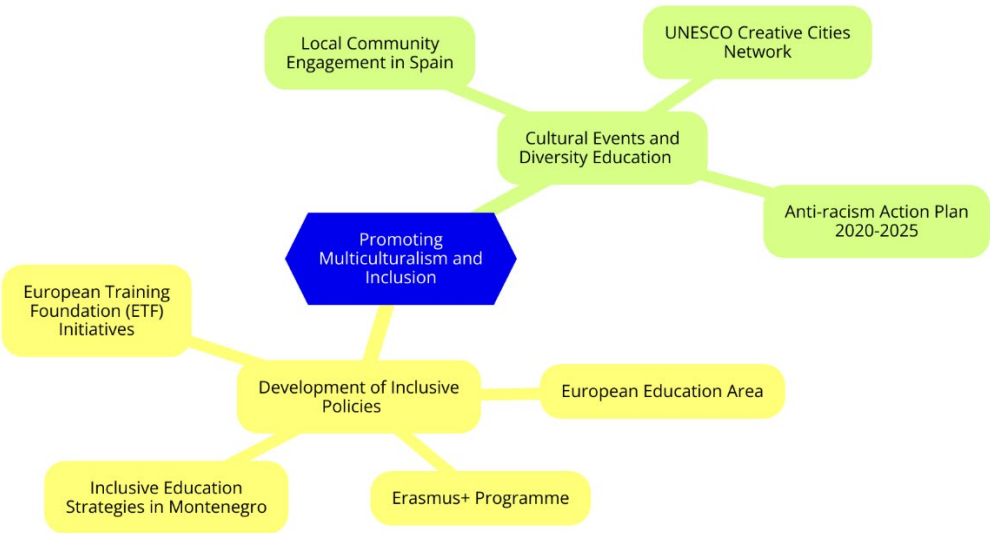 Local Community
Engagement in Spain
UNESCO Creative Cities
Network
Cultural Events and
Diversity Education
Anti-racism Action Plan
2020-2025
Promoting
Multiculturalism and
Inclusion
European Training
Foundation (ETF)
Initiatives
Development of Inclusive
Policies
European Education Area
Inclusive Education
Strategies in Montenegro
Erasmus+ Programme